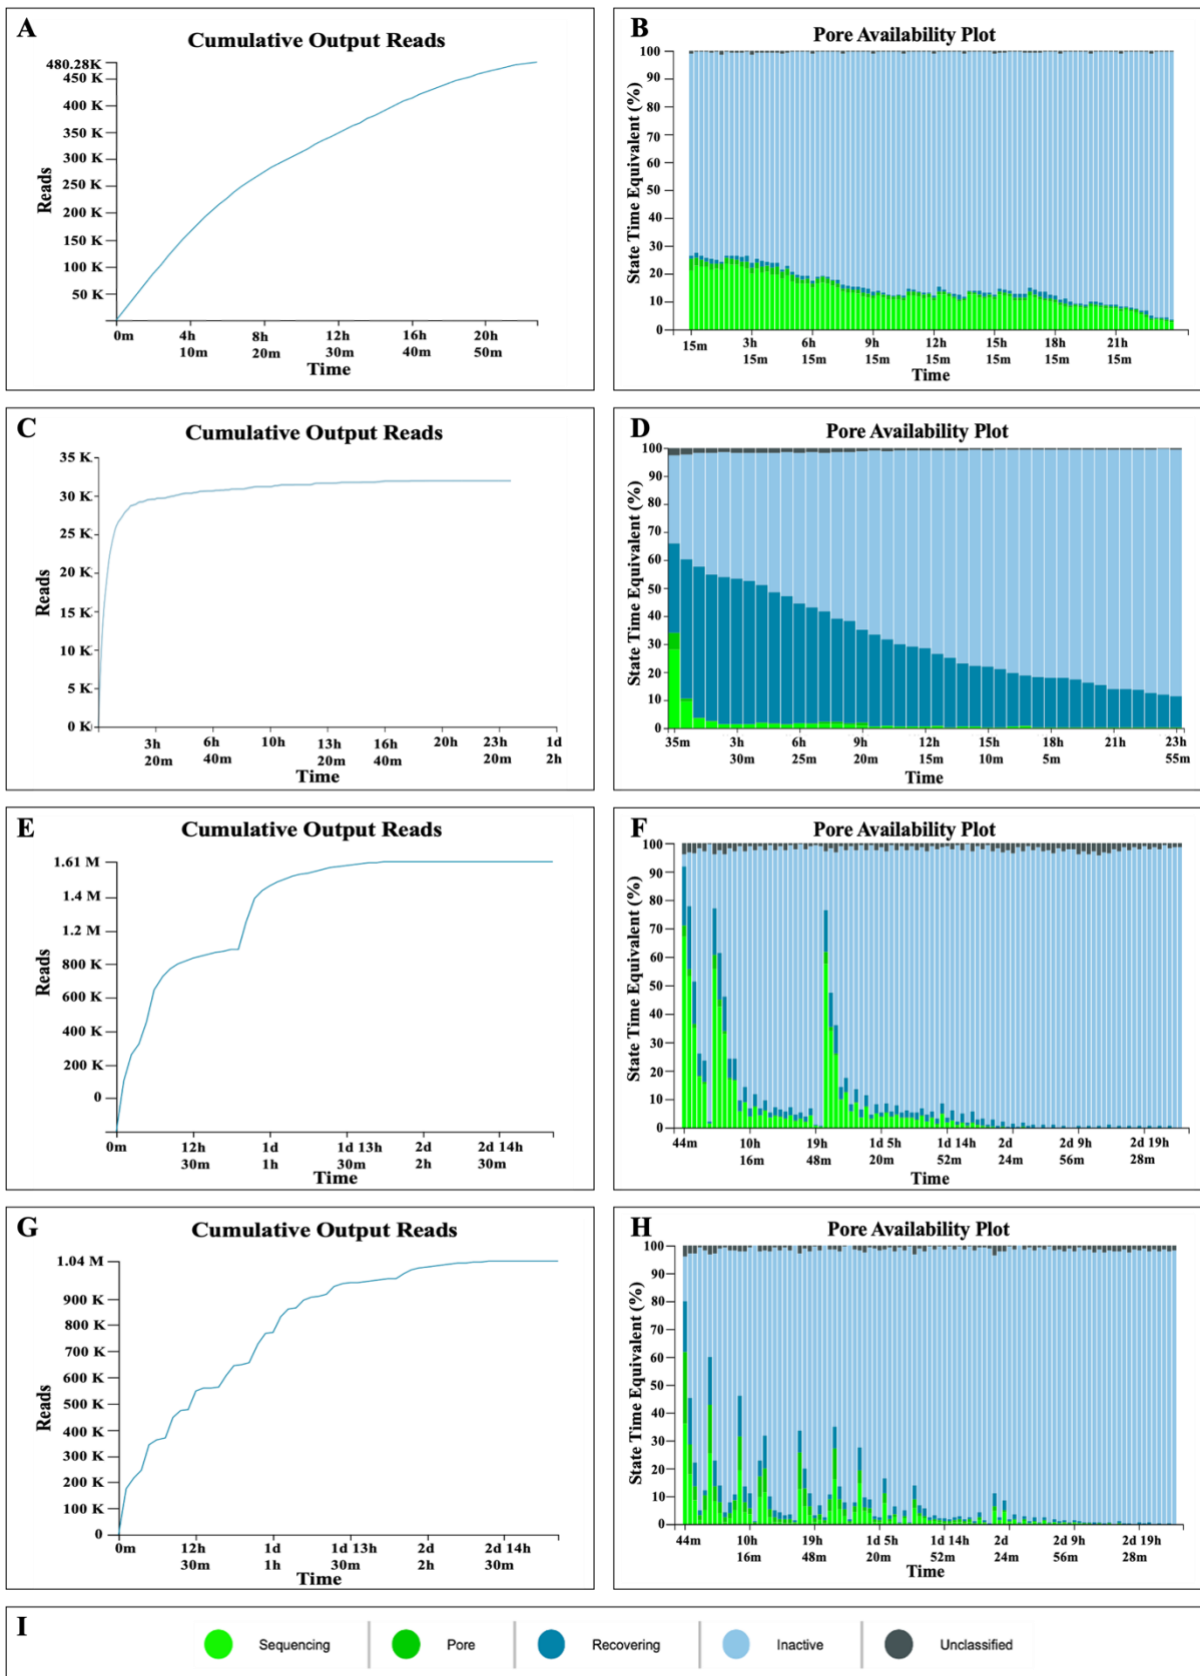 A
Cumulative Output Reads
480.28K
450 K
400 K
350 K
300 K
250 K
200 K
150 K
100 K
50 K
Reads
0m 4h 8h 12h 16h 20h
10m 20m 30m 40m 50m
Time
B
Pore Availability Plot
State Time Equivalent (%)
100
90
80
70
60
50
40
30
20
10
0
15m 3h 6h 9h 12h 15h 18h 21h
15m 15m 15m 15m 15m 15m 15m
Time
C
Cumulative Output Reads
35 K
30 K
25 K
20 K
15 K
10 K
5 K
0 K
Reads
3h 6h 10h 13h 16h 20h 23h 1d
20m 40m 20m 40m 20m 2h
Time
D
Pore Availability Plot
State Time Equivalent (%)
100
90
80
70
60
50
40
30
20
10
0
35m 3h 6h 9h 12h 15h 18h 21h 23h
30m 25m 20m 15m 10m 5m 55m
Time
E
Cumulative Output Reads
1.61 M
1.4 M
1.2 M
800 K
600 K
400 K
200 K
0
Reads
0m 12h 1d 1d 13h 2d 2d 14h
30m 1h 30m 2h 30m
Time
F
Pore Availability Plot
State Time Equivalent (%)
100
90
80
70
60
50
40
30
20
10
0
44m 10h 19h 1d 5h 1d 14h 2d 2d 9h 2d 19h
16m 48m 20m 52m 24m 56m 28m
Time
G
Cumulative Output Reads
1.04 M
900 K
800 K
700 K
600 K
500 K
400 K
300 K
200 K
100 K
0
Reads
0m 12h 1d 1d 13h 2d 2d 14h
30m 1h 30m 2h 30m
Time
H
Pore Availability Plot
State Time Equivalent (%)
100
90
80
70
60
50
40
30
20
10
0
44m 10h 19h 1d 5h 1d 14h 2d 2d 9h 2d 19h
16m 48m 20m 52m 24m 56m 28m
Time
I
Sequencing Pore Recovering Inactive Unclassified